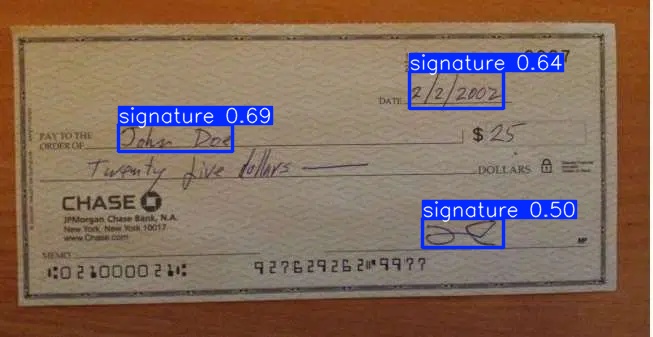 signature 0.64
DATE 2/2/2002
signature 0.69
PAY TO THE
ORDER OF John Doe $ 25
Twenty five dollars DOLLARS
signature 0.50
CHASE
JPMorgan Chase Bank, N.A.
New York, New York 10017
www.Chase.com
MEMO MP
⑆021000021⑆ 927629262⑈9977